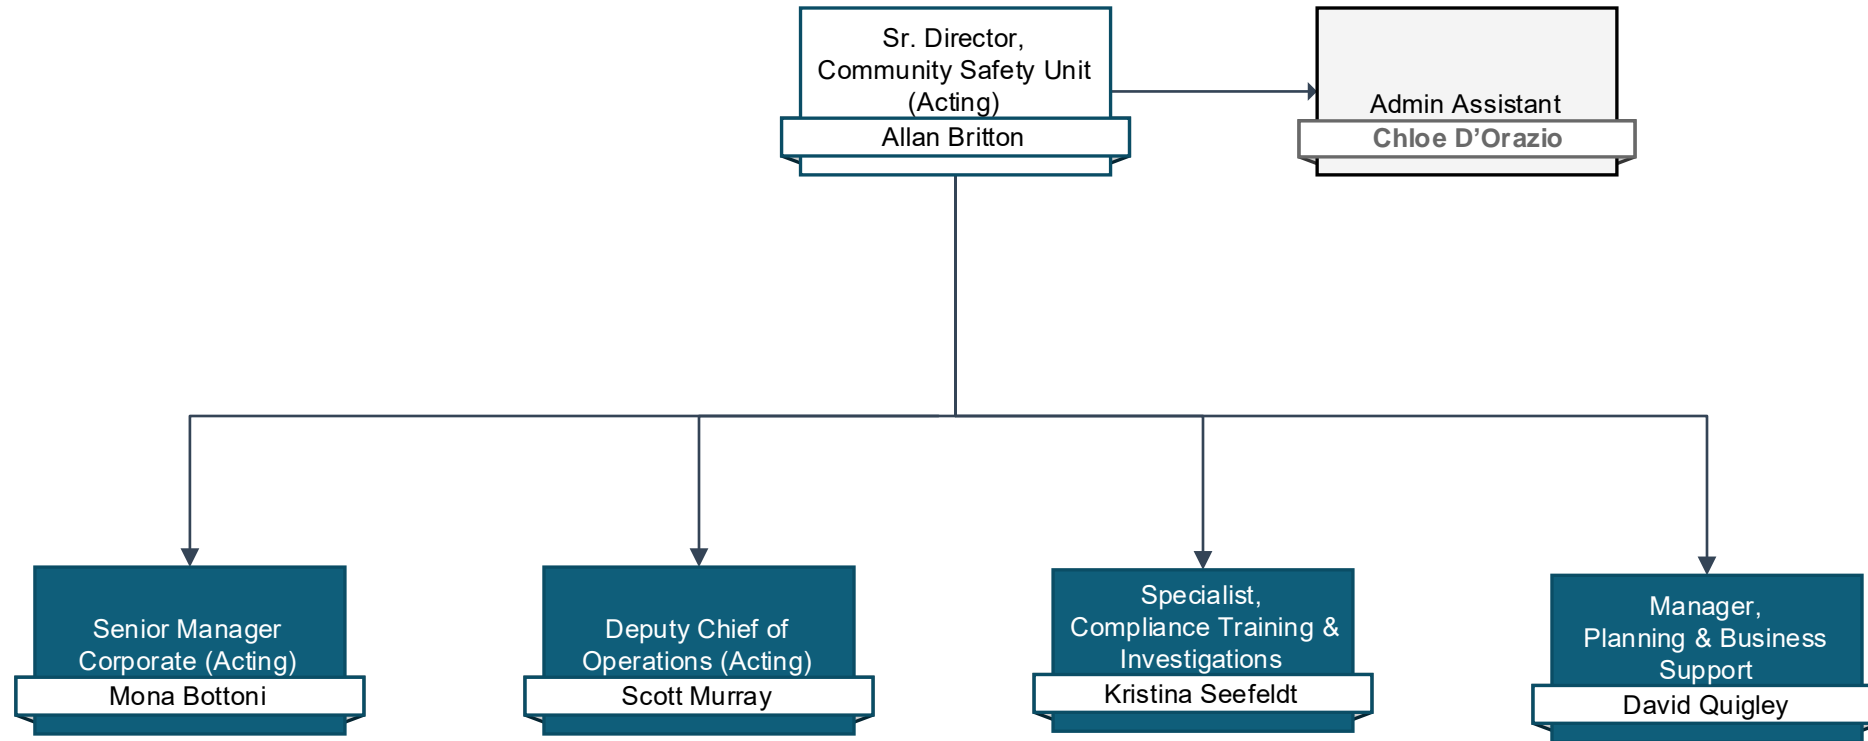 Sr. Director,
Community Safety Unit
(Acting)
Allan Britton
Admin Assistant
Chloe D’Orazio
Senior Manager
Corporate (Acting)
Mona Bottoni
Deputy Chief of
Operations (Acting)
Scott Murray
Specialist,
Compliance Training &
Investigations
Kristina Seefeldt
Manager,
Planning & Business
Support
David Quigley